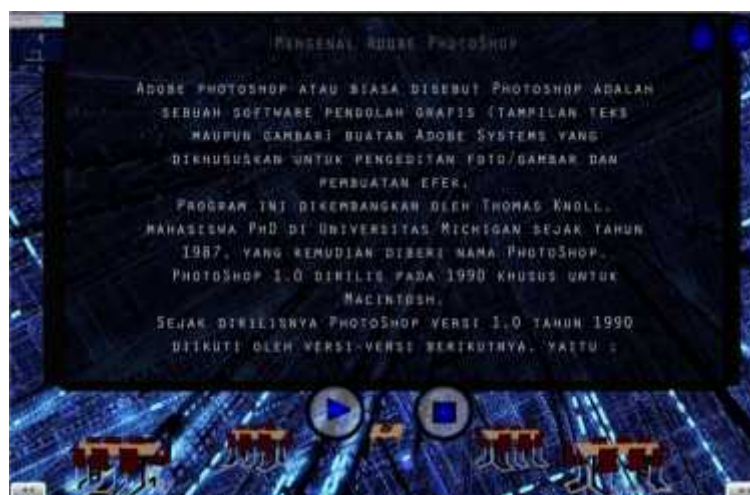 Mengenal Adobe PhotoShop
Adobe photoshop atau biasa disebut Photoshop adalah
sebuah software pengolah grafis (tampilan teks
maupun gambar) buatan Adobe Systems yang
dikhususkan untuk pengeditan foto/gambar dan
pembuatan efek.
Program ini dikembangkan oleh Thomas Knoll,
mahasiswa PhD di Universitas Michigan sejak tahun
1987, yang kemudian diberi nama PhotoShop.
PhotoShop 1.0 dirilis pada 1990 khusus untuk
Macintosh.
Sejak dirilisnya PhotoShop versi 1.0 tahun 1990
diikuti oleh versi-versi berikutnya, yaitu :